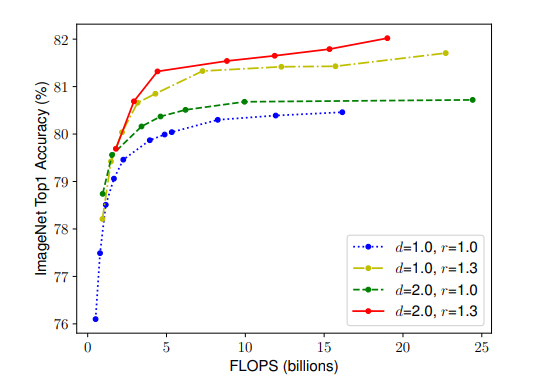 82
81
80
79
78
77
76
ImageNet Top1 Accuracy (%)
d=1.0, r=1.0
d=1.0, r=1.3
d=2.0, r=1.0
d=2.0, r=1.3
0 5 10 15 20 25
FLOPS (billions)